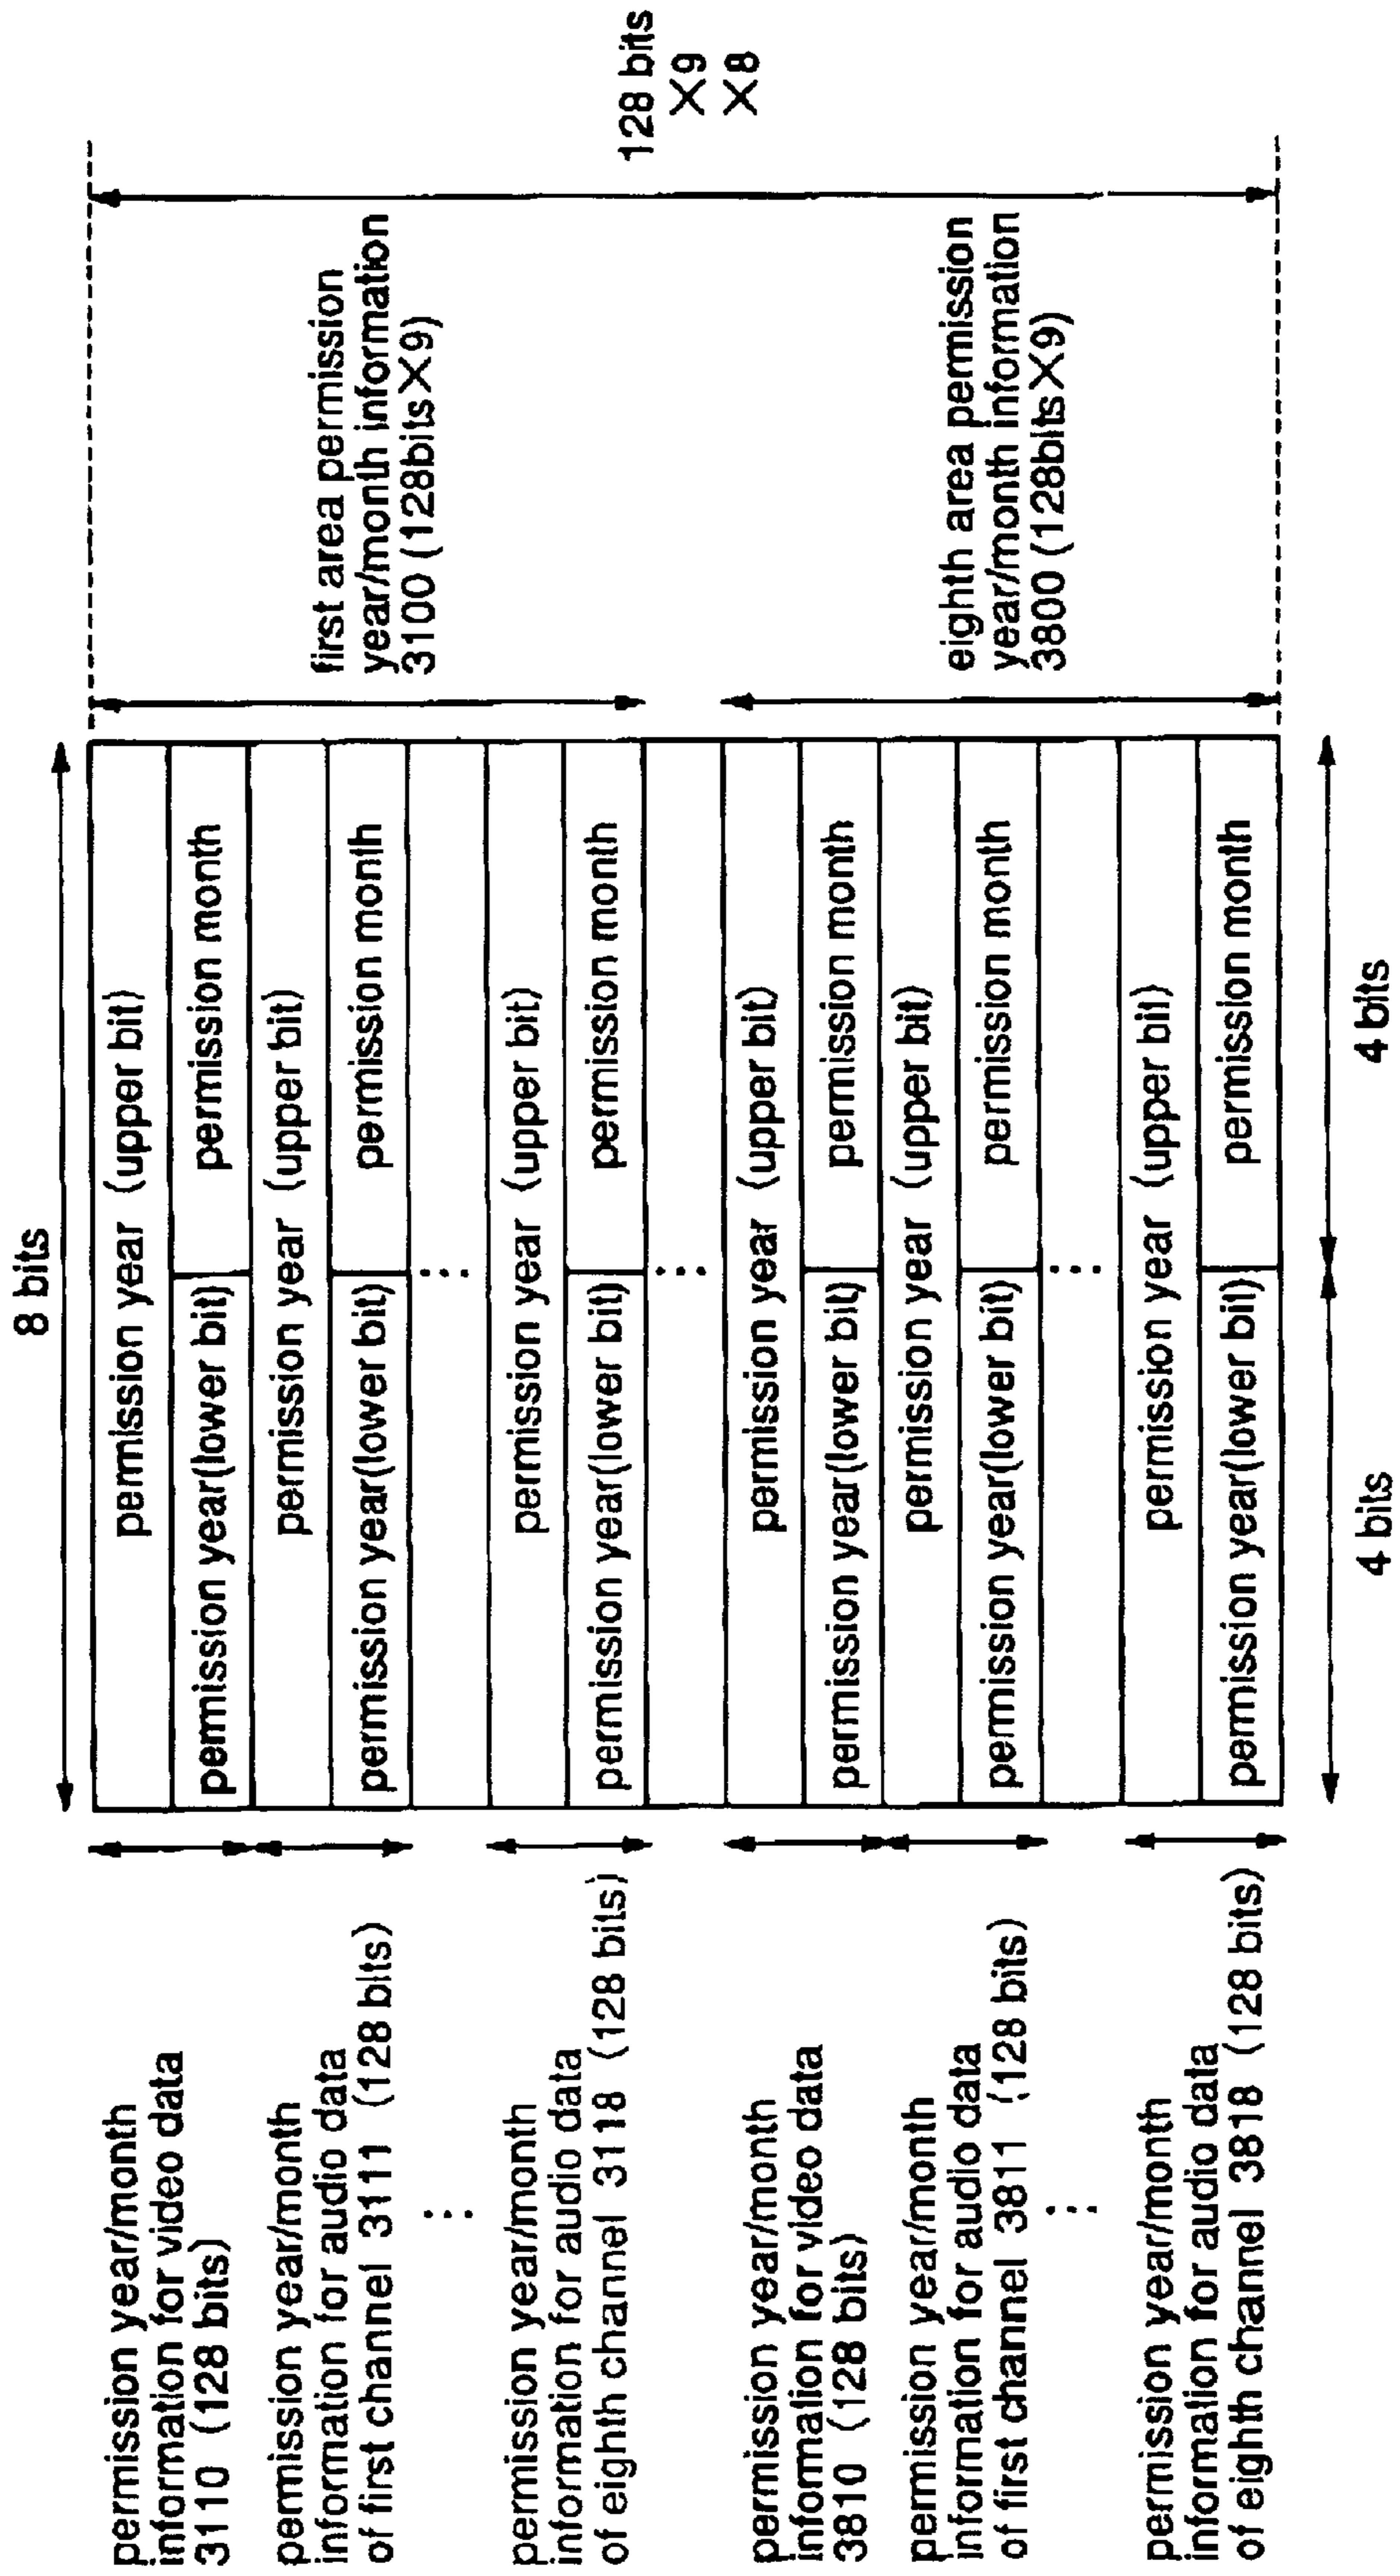 8 bits
permission year/month
information for video data
3110 (128 bits)
permission year (upper bit)
permission year(lower bit)
permission month
permission year/month
information for audio data
of first channel 3111 (128 bits)
permission year (upper bit)
permission year(lower bit)
permission month
first area permission
year/month information
3100 (128bits×9)
⋮
...
permission year/month
information for audio data
of eighth channel 3118 (128 bits)
permission year (upper bit)
permission year(lower bit)
permission month
...
128 bits
×9
×8
permission year/month
information for video data
3810 (128 bits)
permission year (upper bit)
permission year(lower bit)
permission month
permission year/month
information for audio data
of first channel 3811 (128 bits)
permission year (upper bit)
permission year(lower bit)
permission month
eighth area permission
year/month information
3800 (128bits×9)
⋮
...
permission year/month
information for audio data
of eighth channel 3818 (128 bits)
permission year (upper bit)
permission year(lower bit)
permission month
4 bits
4 bits